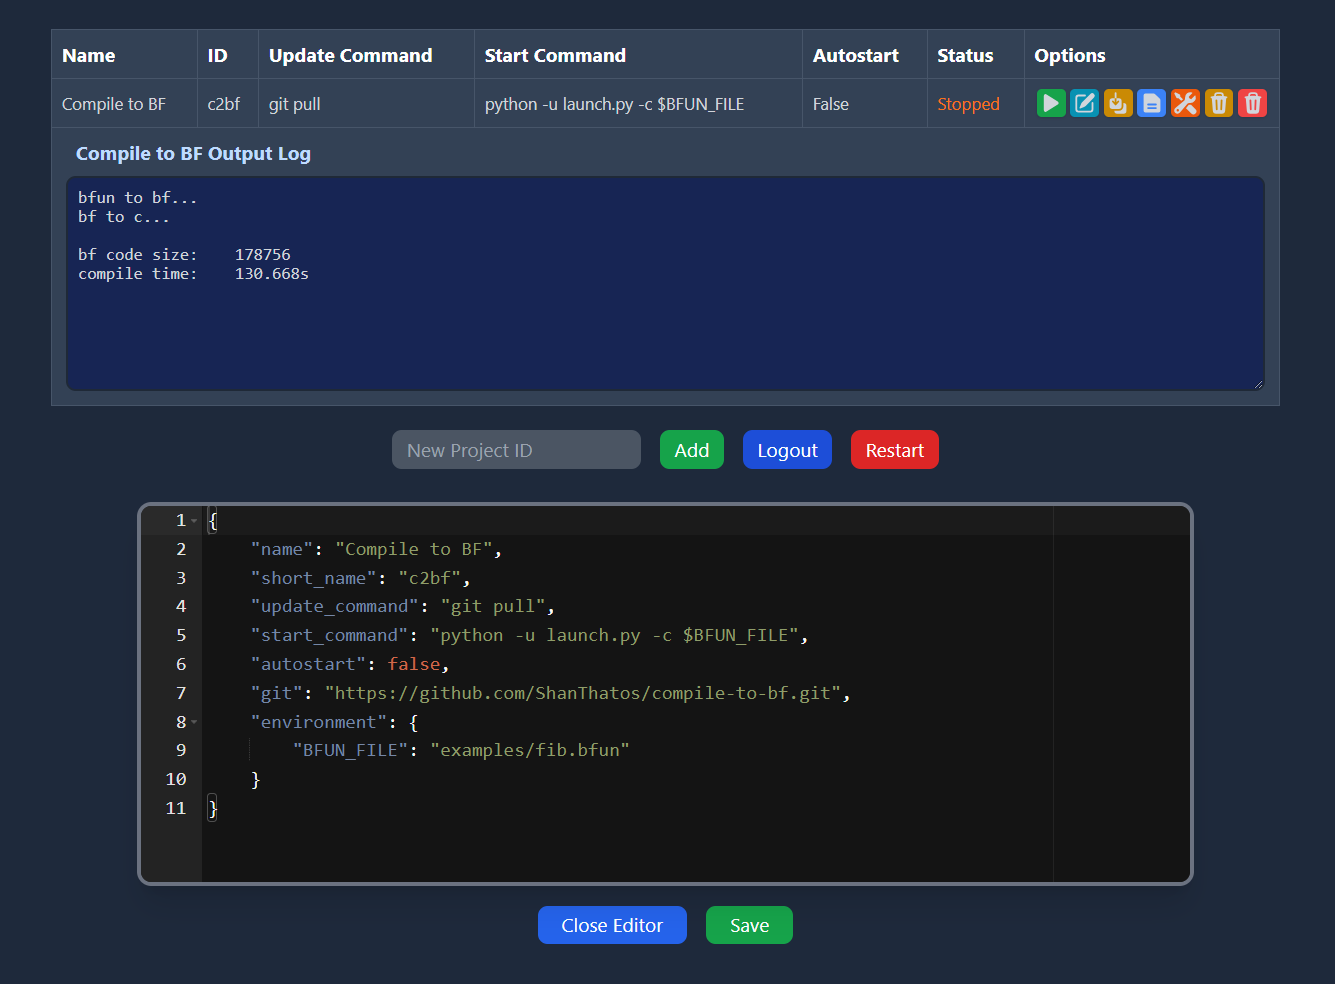 Name ID Update Command Start Command Autostart Status Options
Compile to BF c2bf git pull python -u launch.py -c $BFUN_FILE False Stopped
Compile to BF Output Log
bfun to bf...
bf to c...
bf code size: 178756
compile time: 130.668s
New Project ID Add Logout Restart
1 {
2 "name": "Compile to BF",
3 "short_name": "c2bf",
4 "update_command": "git pull",
5 "start_command": "python -u launch.py -c $BFUN_FILE",
6 "autostart": false,
7 "git": "https://github.com/ShanThatos/compile-to-bf.git",
8 "environment": {
9 "BFUN_FILE": "examples/fib.bfun"
10 }
11 }
Close Editor Save